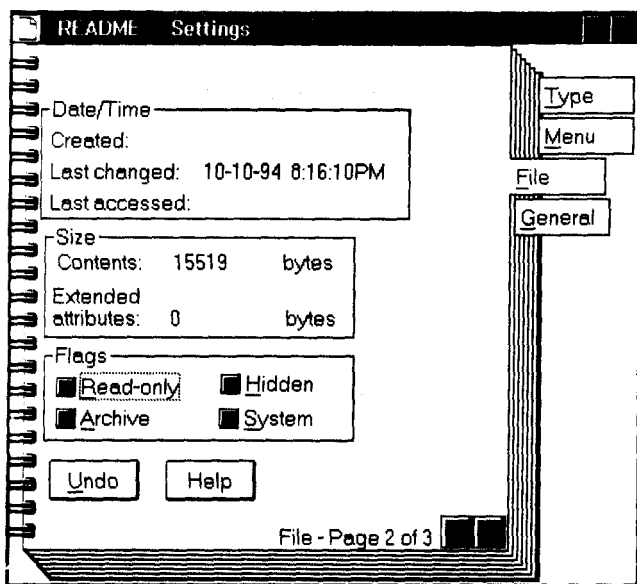 README Settings
Type
Menu
File
General
Date/Time
Created:
Last changed: 10-10-94 8:16:10PM
Last accessed:
Size
Contents: 15519 bytes
Extended
attributes: 0 bytes
Flags
Read-only Hidden
Archive System
Undo Help
File - Page 2 of 3